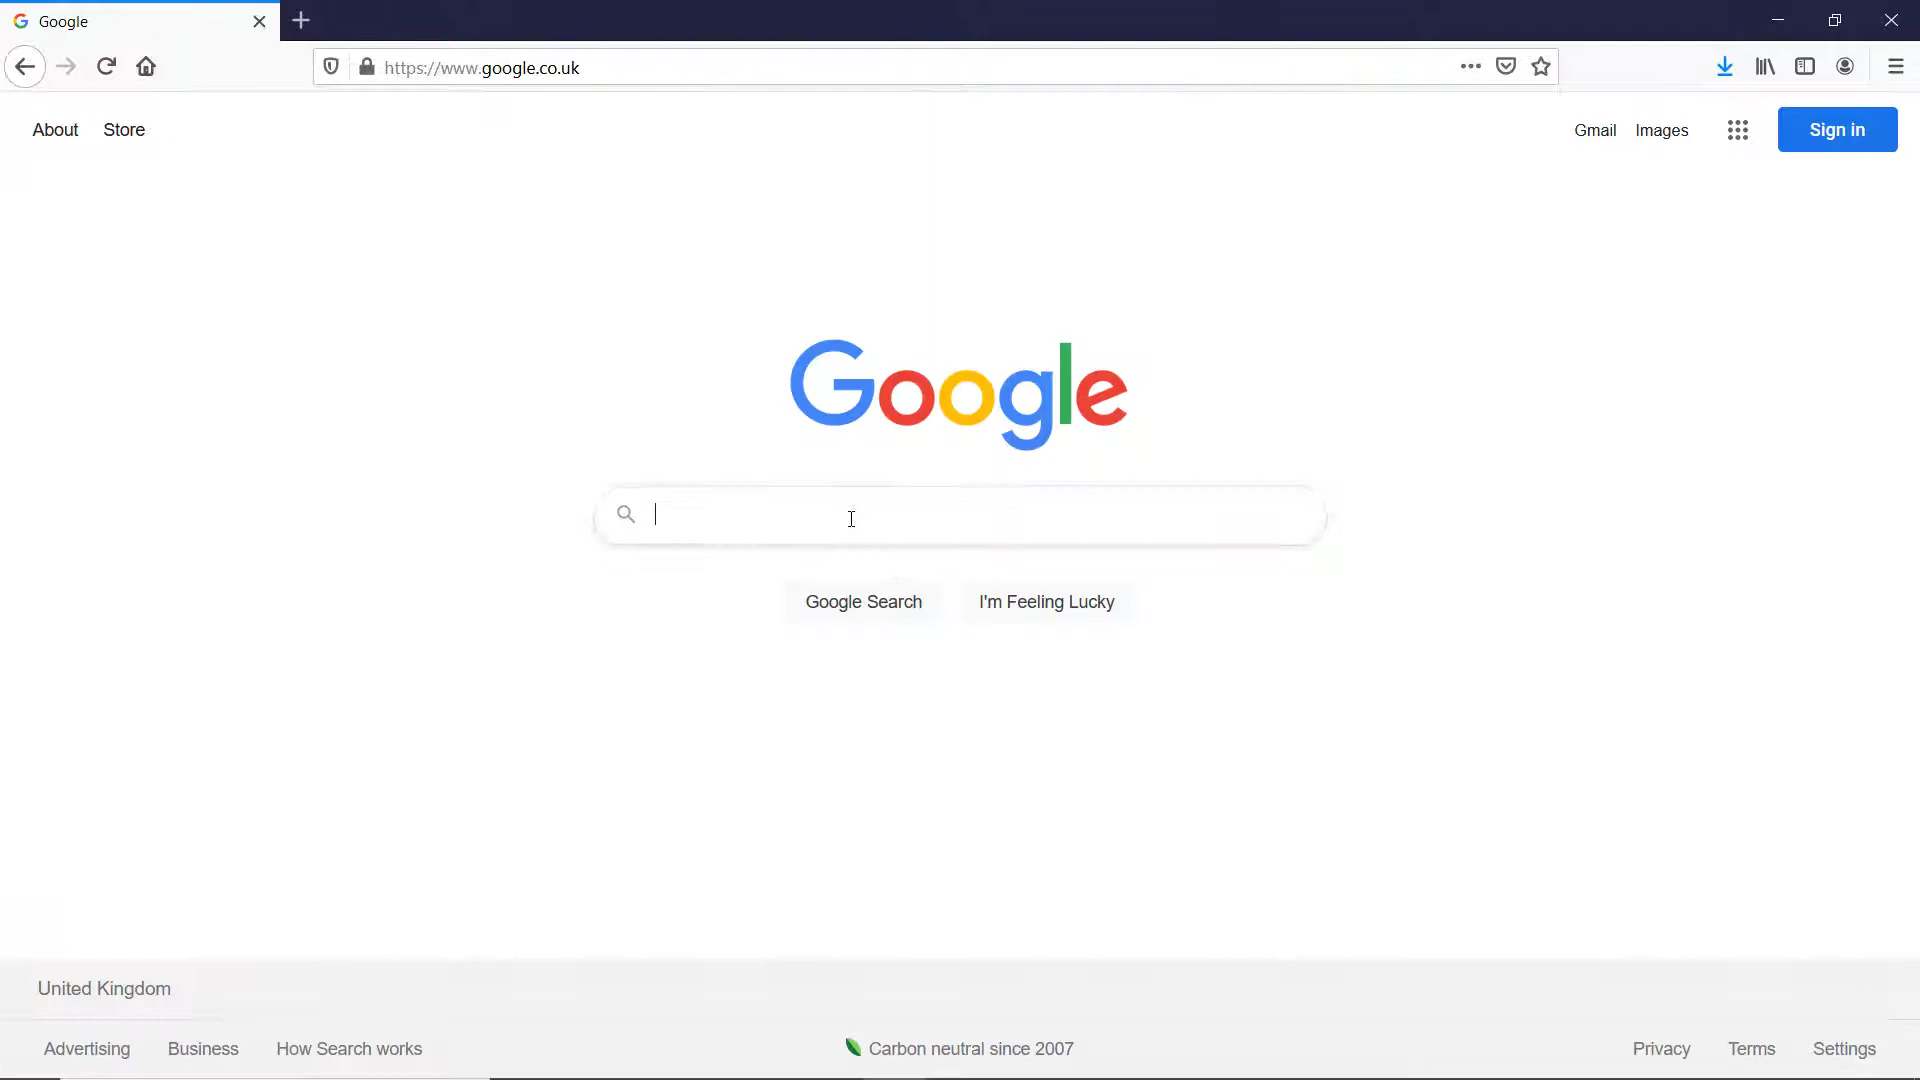 Google
https://www.google.co.uk
About Store
Gmail Images Sign in
Google
Google Search I'm Feeling Lucky
United Kingdom
Advertising Business How Search works Carbon neutral since 2007 Privacy Terms Settings